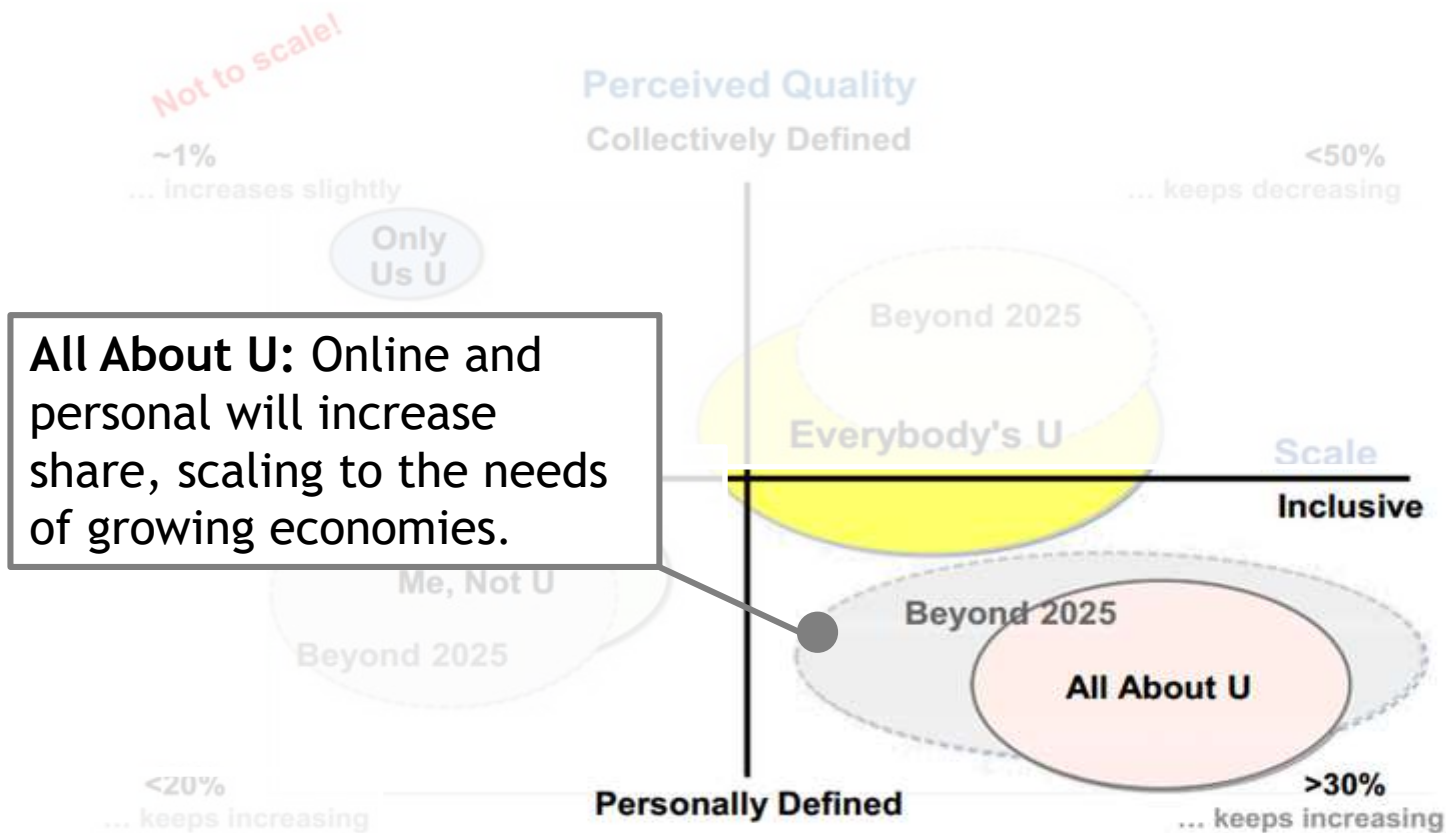 Not to scale!
Perceived Quality
Collectively Defined
~1%
... increases slightly
<50%
... keeps decreasing
Only
Us U
Beyond 2025
Everybody's U
Scale
Inclusive
All About U: Online and
personal will increase
share, scaling to the needs
of growing economies.
Me, Not U
Beyond 2025
Beyond 2025
All About U
<20%
... keeps increasing
Personally Defined
>30%
... keeps increasing